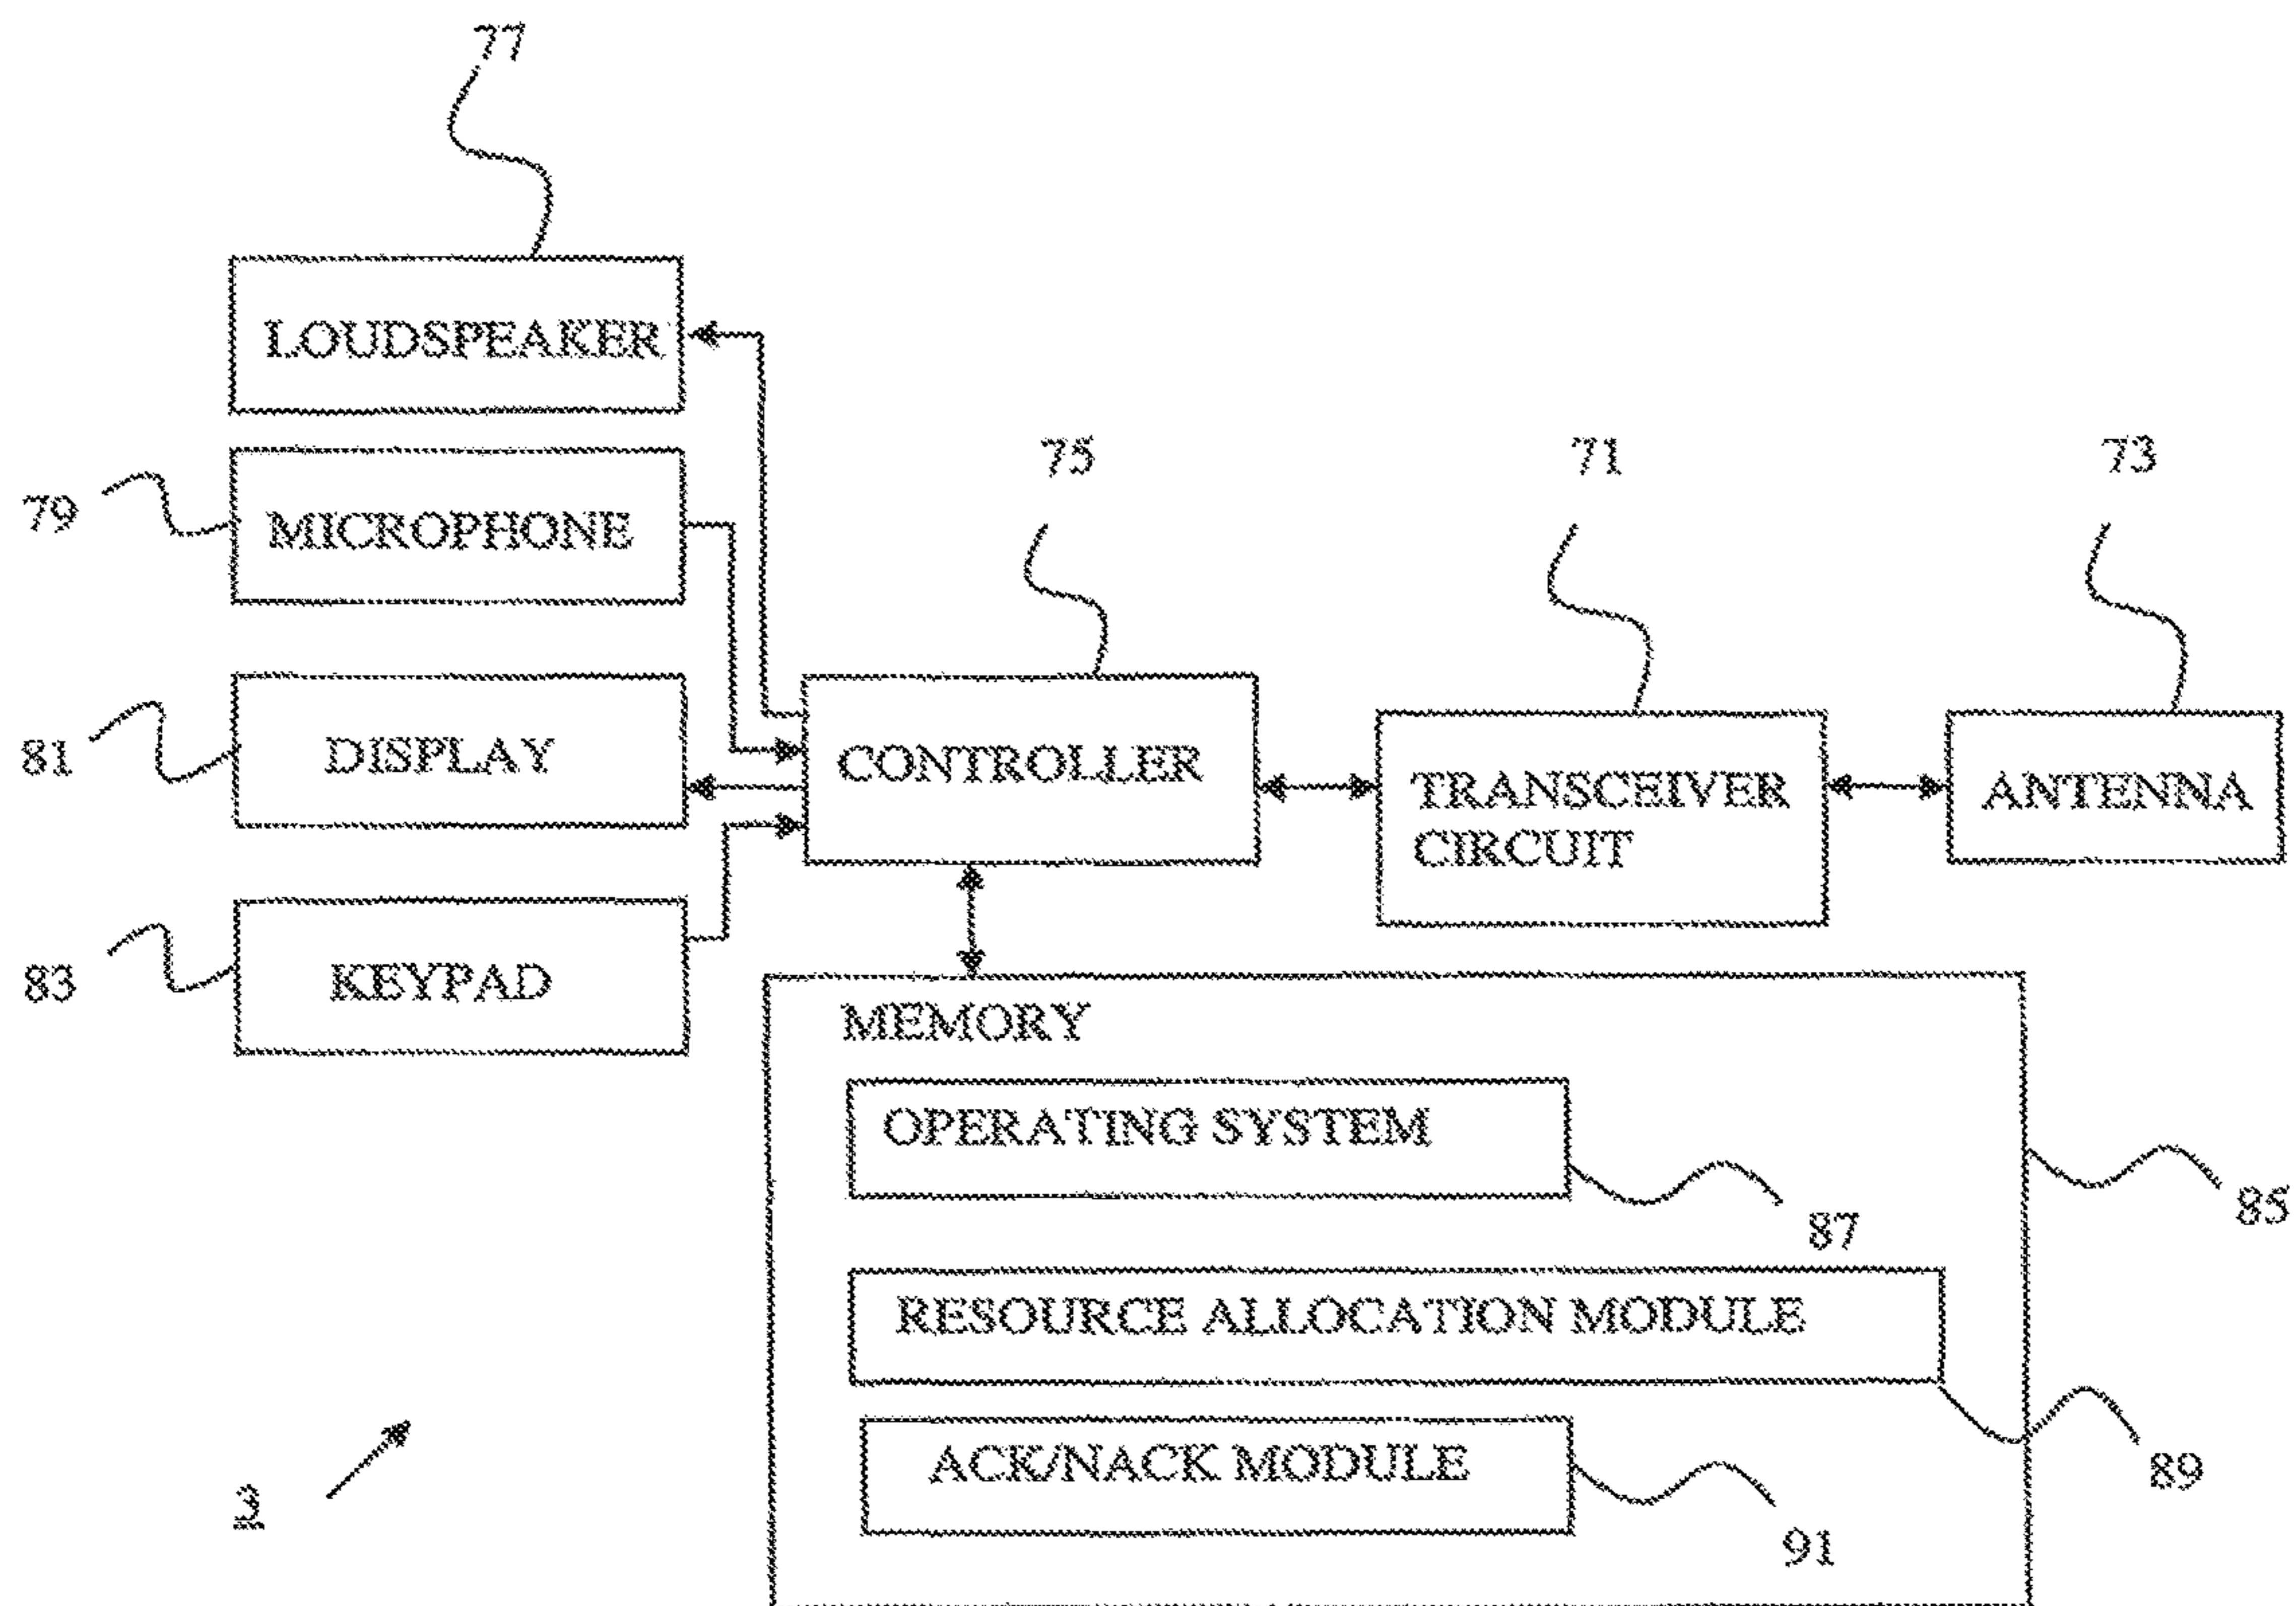 77
LOUDSPEAKER
75
71
73
79
MICROPHONE
81
DISPLAY
CONTROLLER
TRANSCEIVER
CIRCUIT
ANTENNA
83
KEYPAD
MEMORY
OPERATING SYSTEM
85
87
RESOURCE ALLOCATION MODULE
ACK/NACK MODULE
89
3
91